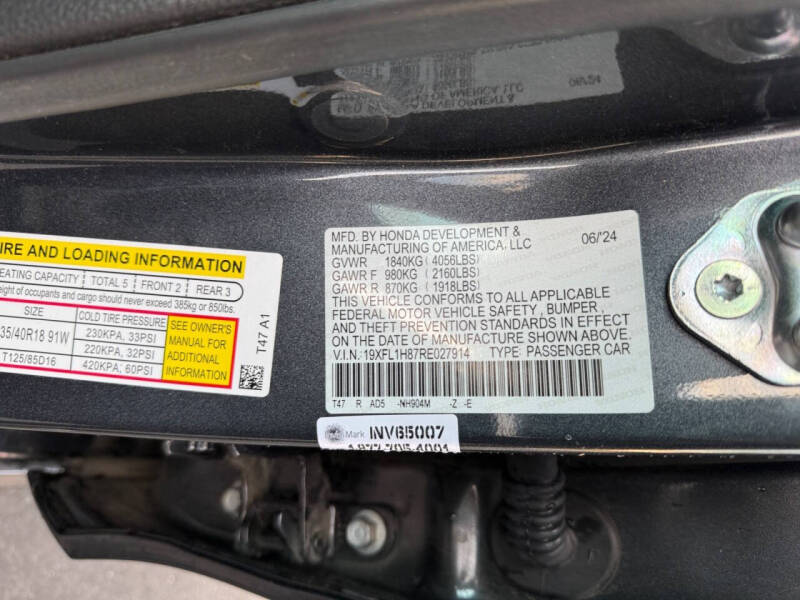 IRE AND LOADING INFORMATION
EATING CAPACITY TOTAL 5 FRONT 2 REAR 3
eight of occupants and cargo should never exceed 385kg or 850lbs.
SIZE COLD TIRE PRESSURE
35/40R18 91W 230KPA, 33PSI
220KPA, 32PSI
T125/85D16 420KPA, 60PSI
SEE OWNER'S
MANUAL FOR
ADDITIONAL
INFORMATION
T47 A1
MFD. BY HONDA DEVELOPMENT & 06/'24
MANUFACTURING OF AMERICA, LLC
GVWR 1840KG (4056LBS)
GAWR F 980KG (2160LBS)
GAWR R 870KG (1918LBS)
THIS VEHICLE CONFORMS TO ALL APPLICABLE
FEDERAL MOTOR VEHICLE SAFETY , BUMPER ,
AND THEFT PREVENTION STANDARDS IN EFFECT
ON THE DATE OF MANUFACTURE SHOWN ABOVE.
V.I.N.: 19XFL1H87RE027914 TYPE: PASSENGER CAR
T47 R AD5 -NH904M -Z -E
Mark INV65007